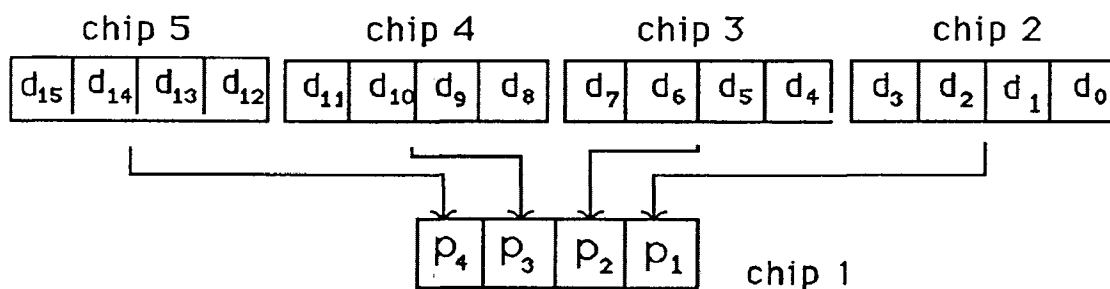 chip 5 chip 4 chip 3 chip 2
d15 d14 d13 d12 d11 d10 d9 d8 d7 d6 d5 d4 d3 d2 d1 d0
p4 p3 p2 p1
chip 1